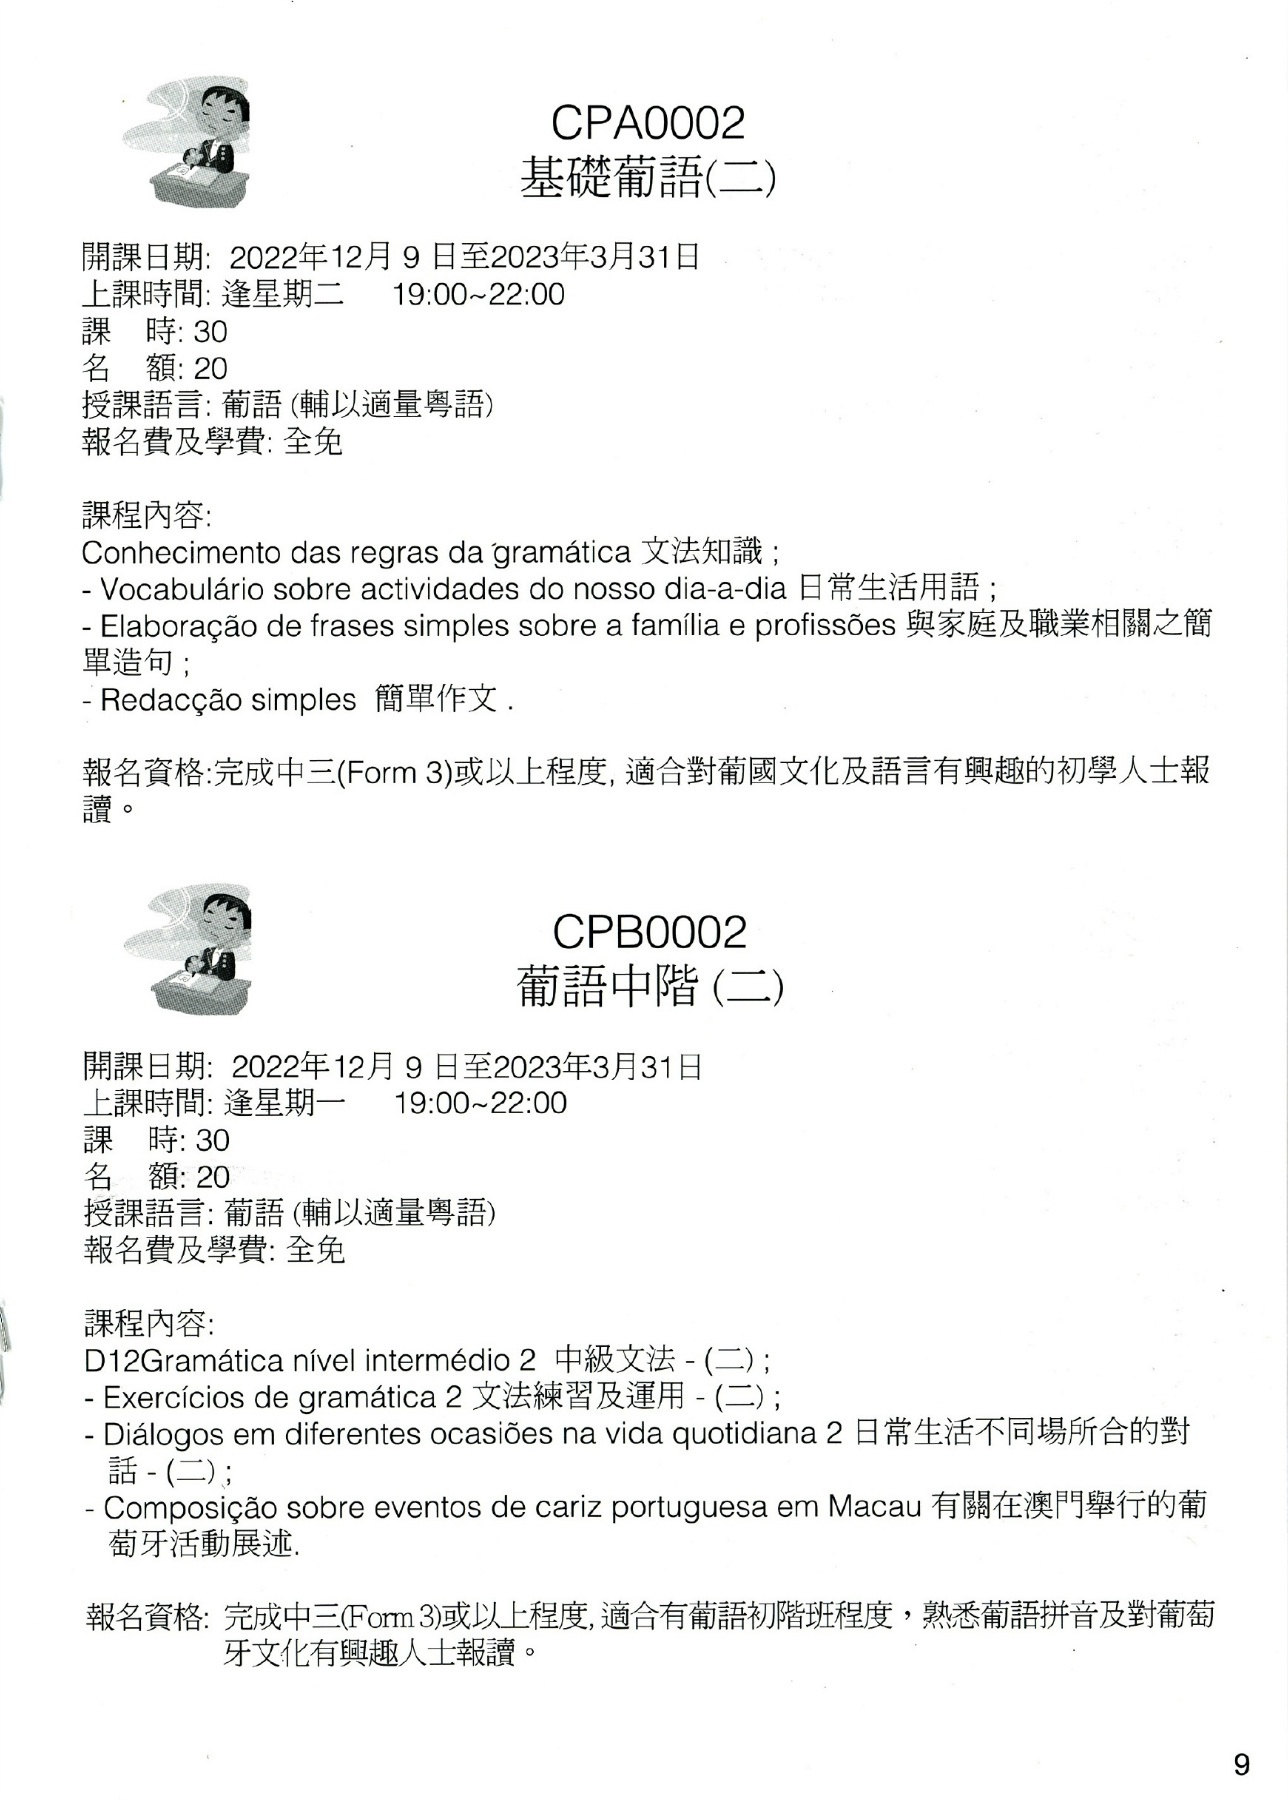 CPA0002
基礎葡語(二)
開課日期: 2022年12月 9 日至2023年3月31日
上課時間: 逢星期二 19:00~22:00
課 時: 30
名 額: 20
授課語言: 葡語 (輔以適量粵語)
報名費及學費: 全免
課程內容:
Conhecimento das regras da gramática 文法知識 ;
- Vocabulário sobre actividades do nosso dia-a-dia 日常生活用語 ;
- Elaboração de frases simples sobre a família e profissões 與家庭及職業相關之簡
單造句 ;
- Redacção simples 簡單作文 .
報名資格:完成中三(Form 3)或以上程度, 適合對葡國文化及語言有興趣的初學人士報
讀。
CPB0002
葡語中階 (二)
開課日期: 2022年12月 9 日至2023年3月31日
上課時間: 逢星期一 19:00~22:00
課 時: 30
名 額: 20
授課語言: 葡語 (輔以適量粵語)
報名費及學費: 全免
課程內容:
D12Gramática nível intermédio 2 中級文法 - (二) ;
- Exercícios de gramática 2 文法練習及運用 - (二) ;
- Diálogos em diferentes ocasiões na vida quotidiana 2 日常生活不同場所合的對
話 - (二) ;
- Composição sobre eventos de cariz portuguesa em Macau 有關在澳門舉行的葡
萄牙活動展述.
報名資格: 完成中三(Form 3)或以上程度, 適合有葡語初階班程度，熟悉葡語拼音及對葡萄
牙文化有興趣人士報讀。
9